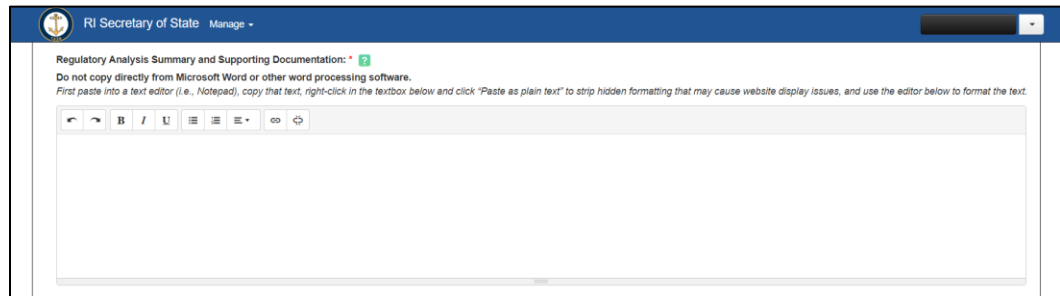 RI Secretary of State Manage
Regulatory Analysis Summary and Supporting Documentation: * ?
Do not copy directly from Microsoft Word or other word processing software.
First paste into a text editor (i.e., Notepad), copy that text, right-click in the textbox below and click “Paste as plain text” to strip hidden formatting that may cause website display issues, and use the editor below to format the text.
B I U